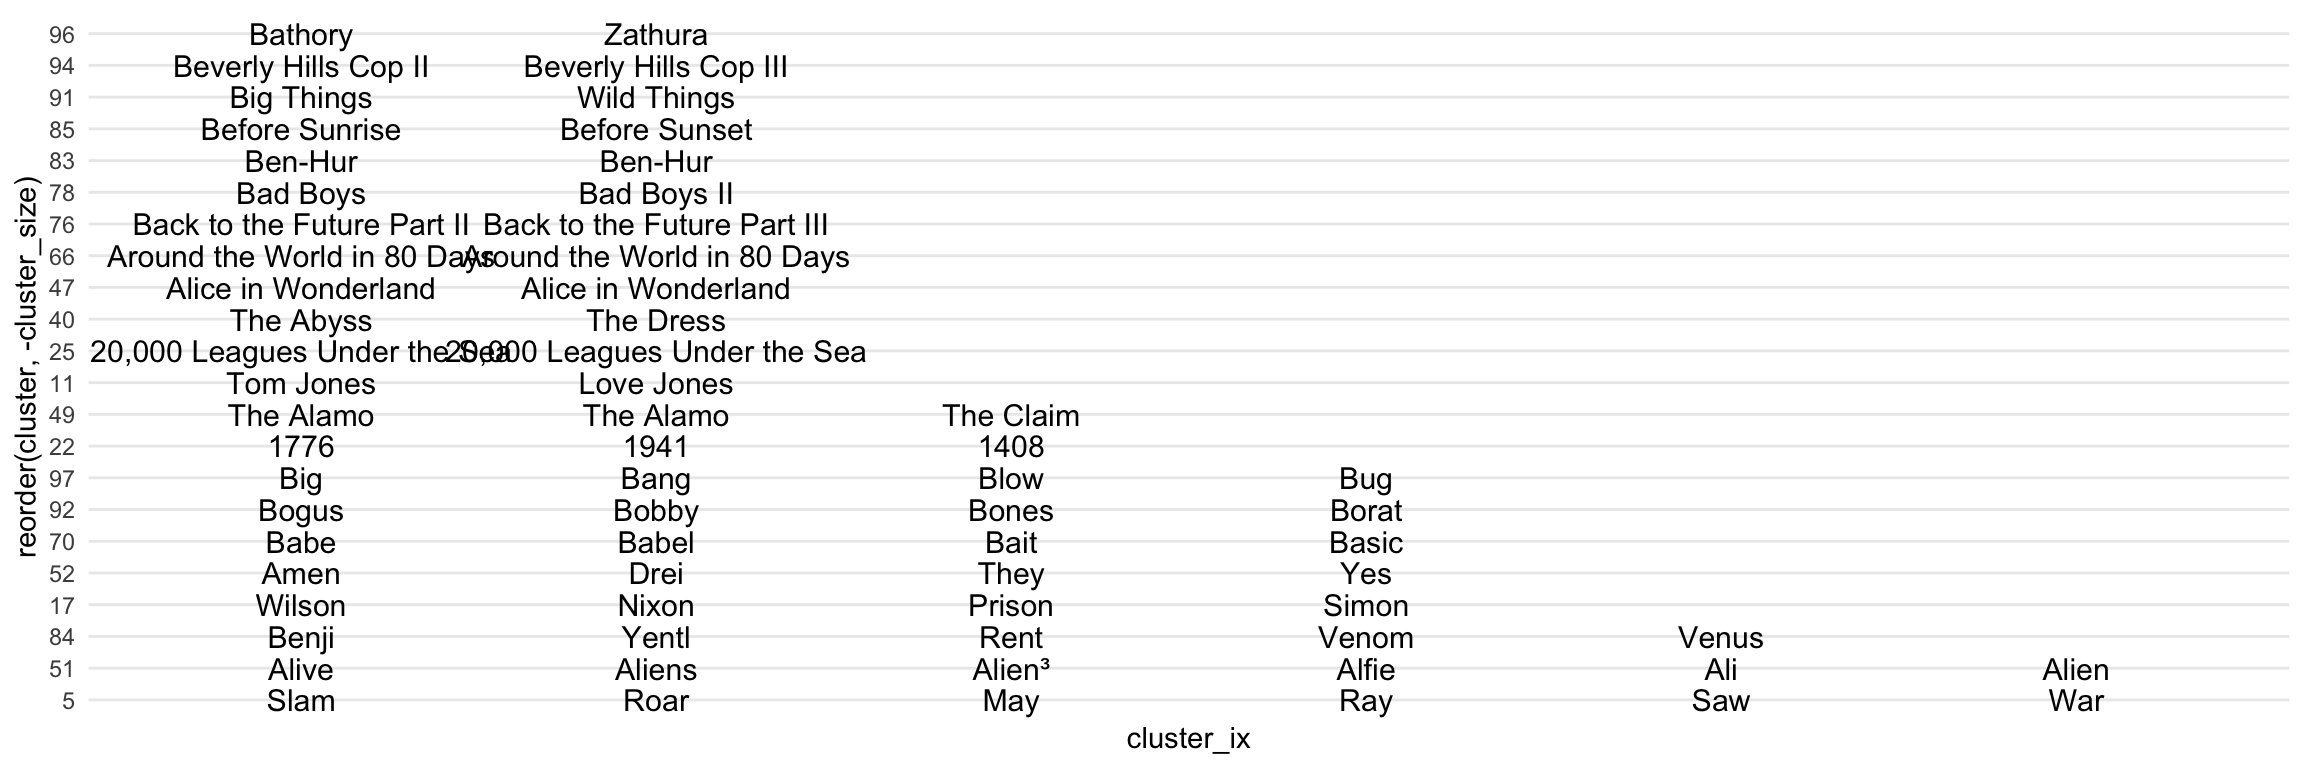 96 Bathory Zathura
94 Beverly Hills Cop II Beverly Hills Cop III
91 Big Things Wild Things
85 Before Sunrise Before Sunset
83 Ben-Hur Ben-Hur
78 Bad Boys Bad Boys II
76 Back to the Future Part II Back to the Future Part III
66 Around the World in 80 Days Around the World in 80 Days
47 Alice in Wonderland Alice in Wonderland
40 The Abyss The Dress
25 20,000 Leagues Under the Sea 20,000 Leagues Under the Sea
11 Tom Jones Love Jones
49 The Alamo The Alamo The Claim
22 1776 1941 1408
97 Big Bang Blow Bug
92 Bogus Bobby Bones Borat
70 Babe Babel Bait Basic
52 Amen Drei They Yes
17 Wilson Nixon Prison Simon
84 Benji Yentl Rent Venom Venus
51 Alive Aliens Alien³ Alfie Ali Alien
5 Slam Roar May Ray Saw War
reorder(cluster, -cluster_size)
cluster_ix